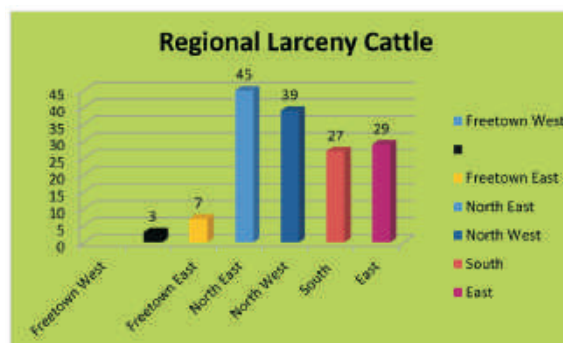 Regional Larceny Cattle
45
40
35
30
25
20
15
10
5
0
3
7
45
39
27
29
Freetown West
Freetown East
North East
North West
South
East
Freetown West
Freetown East
North East
North West
South
East